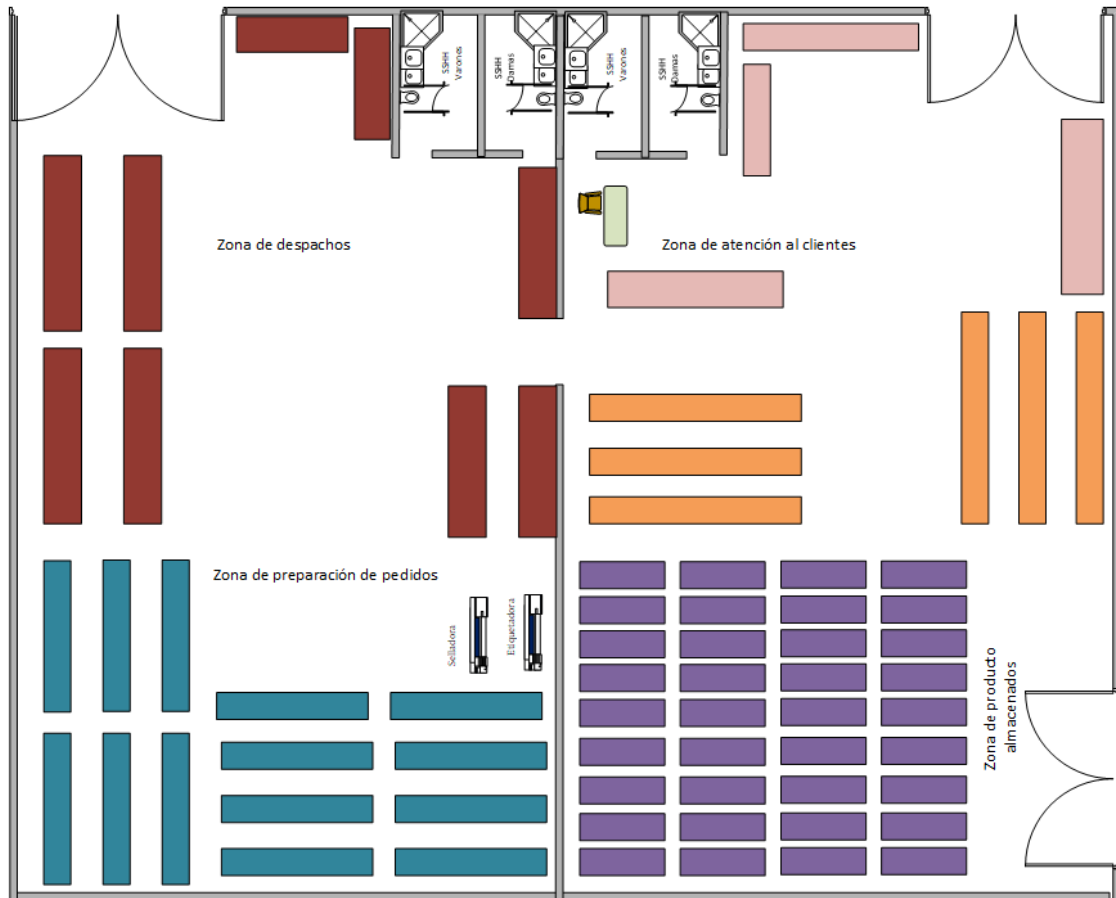 SSHH
Varones
SSHH
Damas
SSHH
Varones
SSHH
Damas
Zona de despachos
Zona de atención al clientes
Zona de preparación de pedidos
Selladora
Etiquetadora
Zona de producto
almacenados